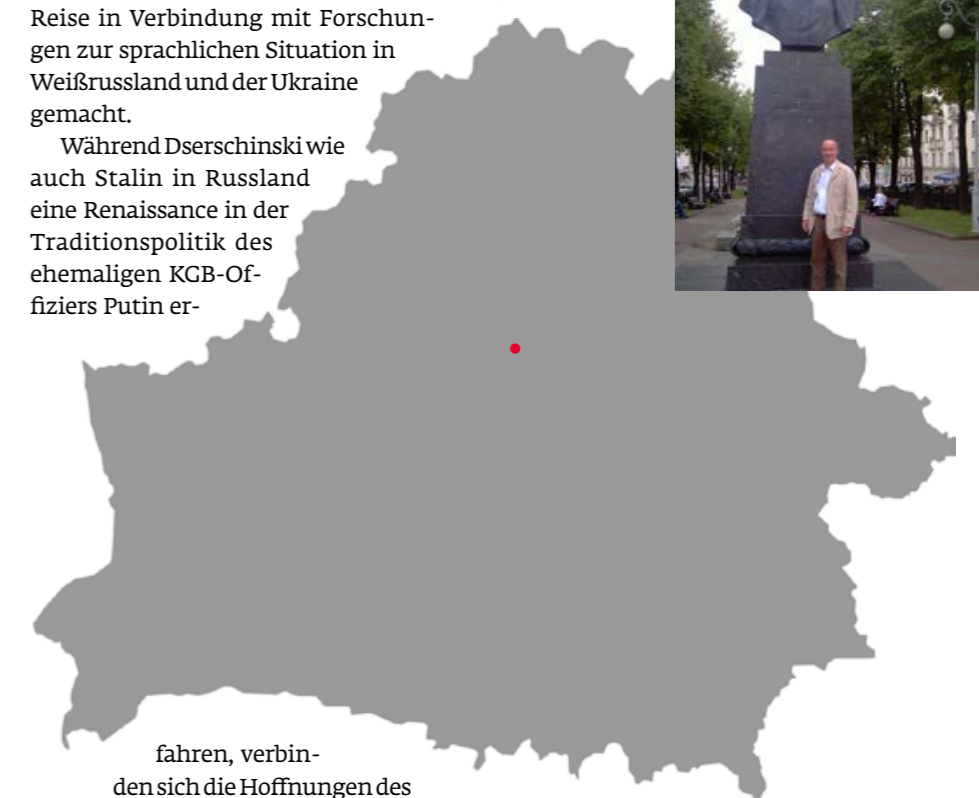 Reise in Verbindung mit Forschun-
gen zur sprachlichen Situation in
Weißrussland und der Ukraine
gemacht.
Während Dserschinski wie
auch Stalin in Russland
eine Renaissance in der
Traditionspolitik des
ehemaligen KGB-Of-
fiziers Putin er-
fahren, verbin-
den sich die Hoffnungen des